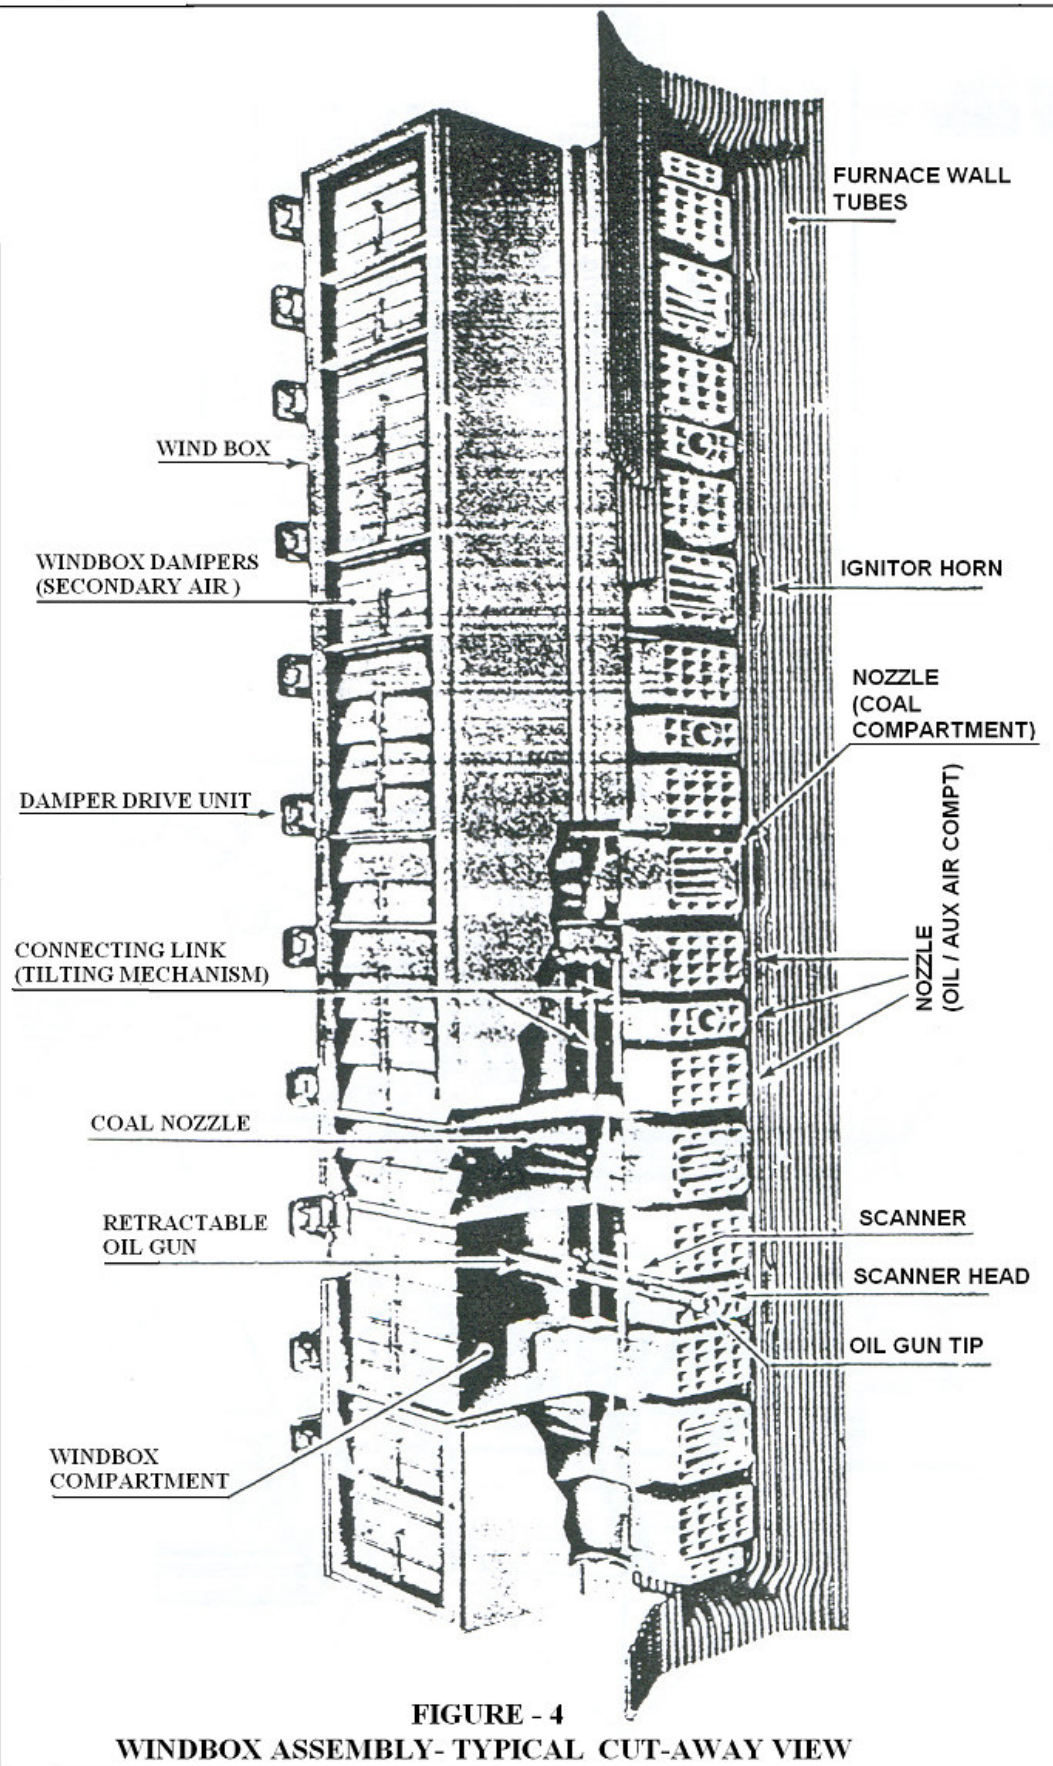 FURNACE WALL
TUBES
WIND BOX
WINDBOX DAMPERS
(SECONDARY AIR )
IGNITOR HORN
NOZZLE
(COAL
COMPARTMENT)
DAMPER DRIVE UNIT
NOZZLE
(OIL / AUX AIR COMPT)
CONNECTING LINK
(TILTING MECHANISM)
COAL NOZZLE
RETRACTABLE
OIL GUN
SCANNER
SCANNER HEAD
OIL GUN TIP
WINDBOX
COMPARTMENT
FIGURE - 4
WINDBOX ASSEMBLY- TYPICAL CUT-AWAY VIEW